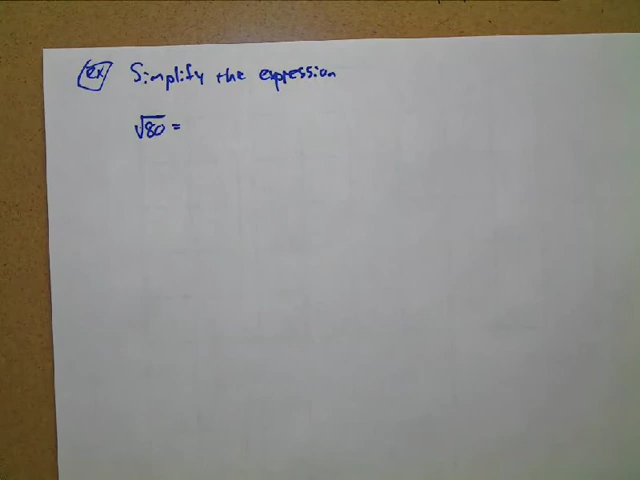 ex Simplify the expression
√80 =